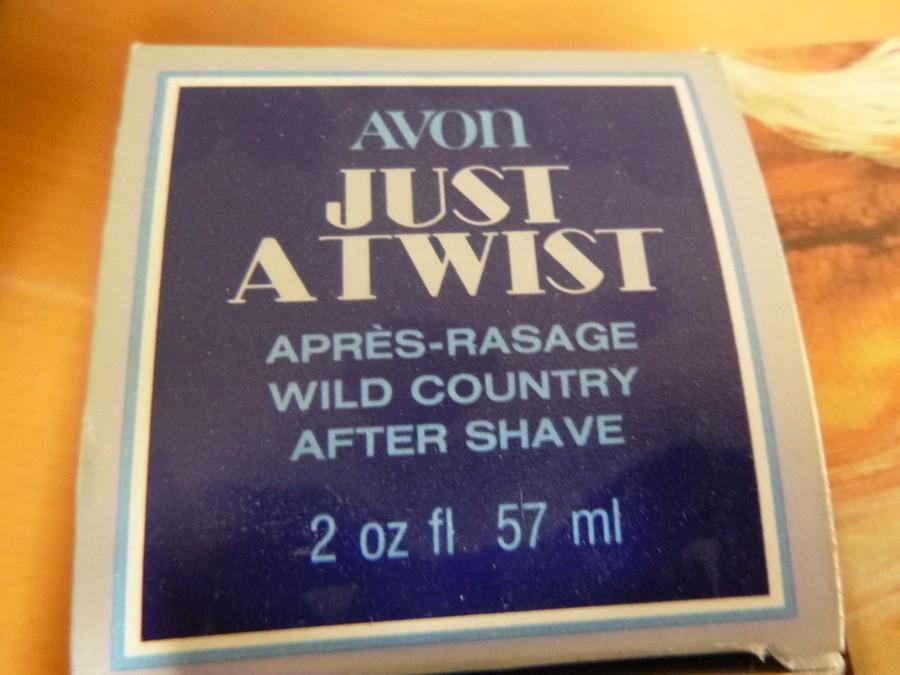 AVON
JUST
A TWIST
APRÈS-RASAGE
WILD COUNTRY
AFTER SHAVE
2 oz fl 57 ml